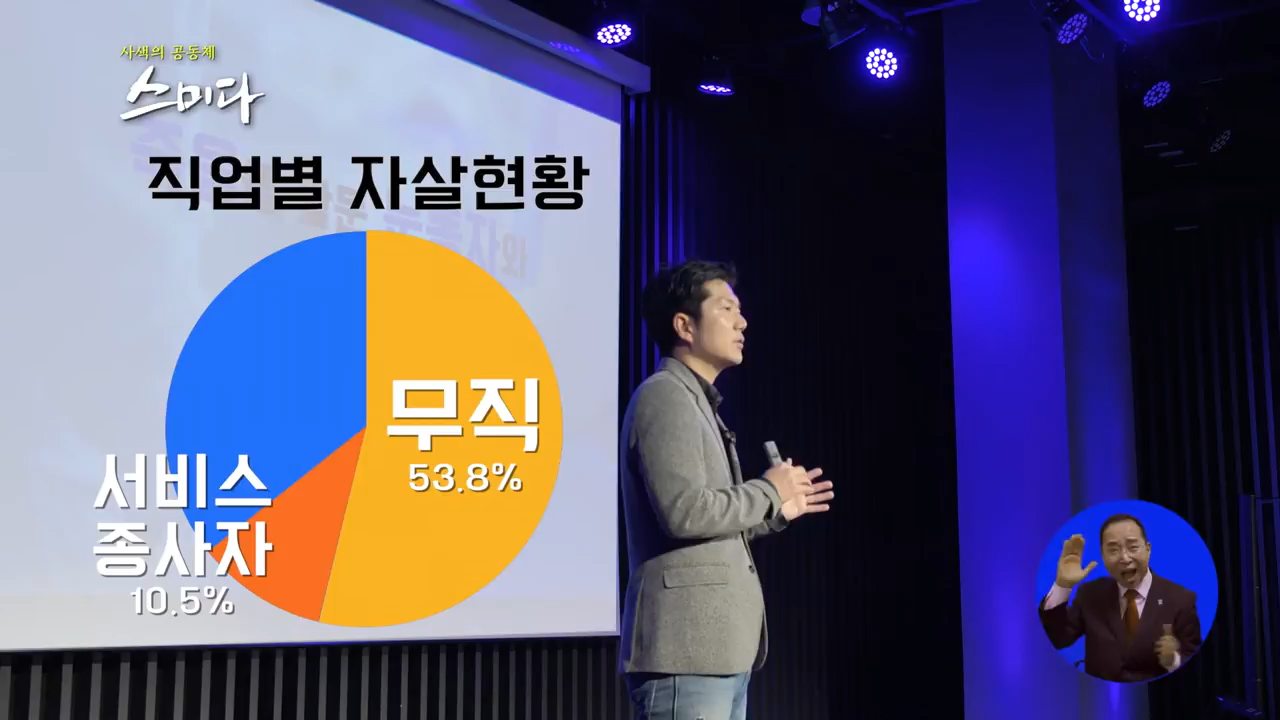 사색의 공동체
스미다
직업별 자살현황
무직
53.8%
서비스
종사자
10.5%